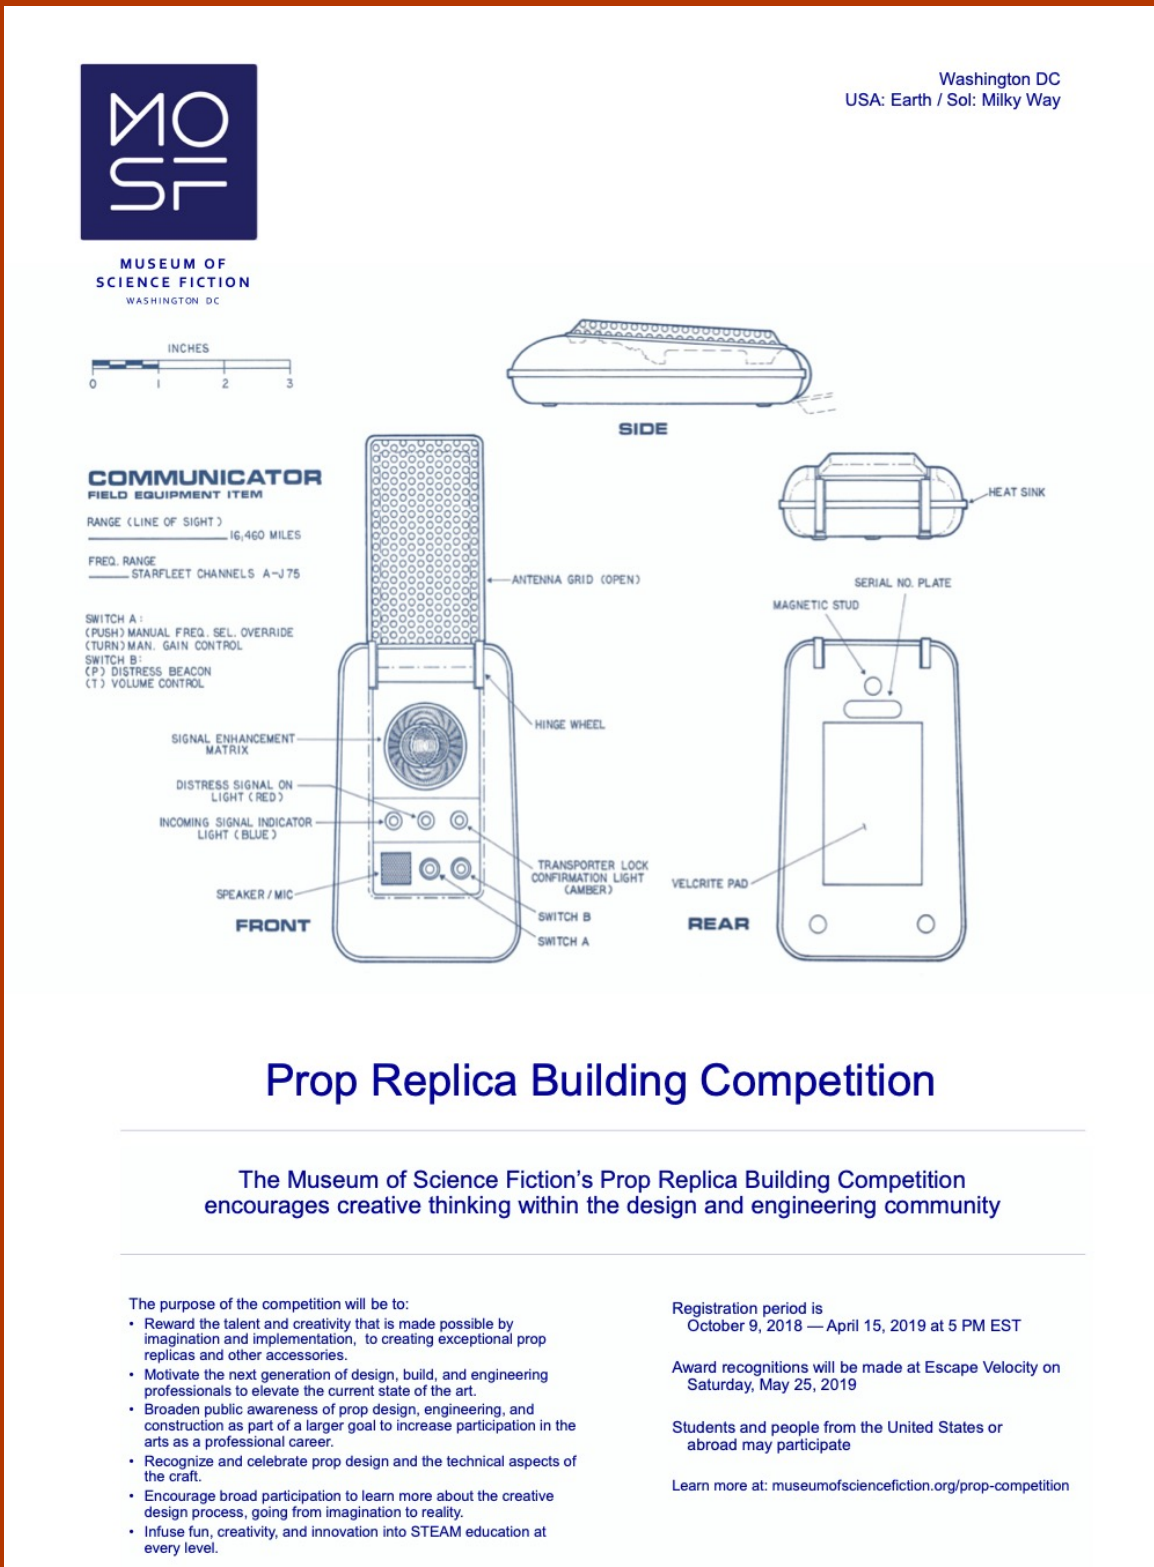 MO
SF
MUSEUM OF
SCIENCE FICTION
WASHINGTON DC
Washington DC
USA: Earth / Sol: Milky Way
INCHES
0 1 2 3
SIDE
COMMUNICATOR
FIELD EQUIPMENT ITEM
RANGE (LINE OF SIGHT)
16,460 MILES
FREQ. RANGE
STARFLEET CHANNELS A-J75
SWITCH A:
(PUSH) MANUAL FREQ. SEL. OVERRIDE
(TURN) MAN. GAIN CONTROL
SWITCH B:
(P) DISTRESS BEACON
(T) VOLUME CONTROL
HEAT SINK
ANTENNA GRID (OPEN)
SERIAL NO. PLATE
MAGNETIC STUD
HINGE WHEEL
SIGNAL ENHANCEMENT
MATRIX
DISTRESS SIGNAL ON
LIGHT (RED)
INCOMING SIGNAL INDICATOR
LIGHT (BLUE)
SPEAKER / MIC
FRONT
TRANSPORTER LOCK
CONFIRMATION LIGHT
(AMBER)
SWITCH B
SWITCH A
VELCRITE PAD
REAR
Prop Replica Building Competition
The Museum of Science Fiction’s Prop Replica Building Competition
encourages creative thinking within the design and engineering community
The purpose of the competition will be to:
• Reward the talent and creativity that is made possible by
imagination and implementation, to creating exceptional prop
replicas and other accessories.
• Motivate the next generation of design, build, and engineering
professionals to elevate the current state of the art.
• Broaden public awareness of prop design, engineering, and
construction as part of a larger goal to increase participation in the
arts as a professional career.
• Recognize and celebrate prop design and the technical aspects of
the craft.
• Encourage broad participation to learn more about the creative
design process, going from imagination to reality.
• Infuse fun, creativity, and innovation into STEAM education at
every level.
Registration period is
October 9, 2018 — April 15, 2019 at 5 PM EST
Award recognitions will be made at Escape Velocity on
Saturday, May 25, 2019
Students and people from the United States or
abroad may participate
Learn more at: museumofsciencefiction.org/prop-competition